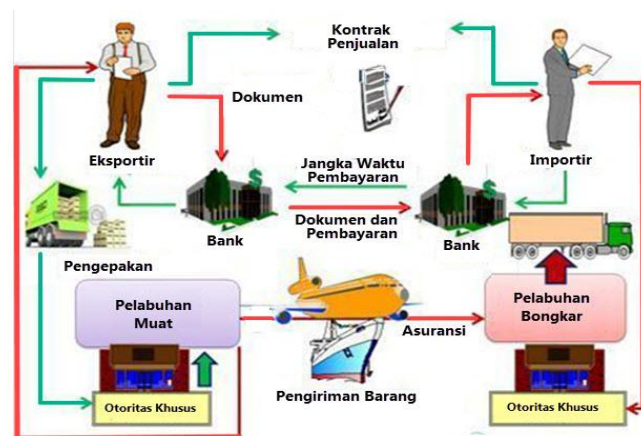 Kontrak
Penjualan
Dokumen
Eksportir
Importir
Jangka Waktu
Pembayaran
Bank
Dokumen dan
Pembayaran
Bank
Pengepakan
Pelabuhan
Muat
Asuransi
Pelabuhan
Bongkar
Pengiriman Barang
Otoritas Khusus
Otoritas Khusus